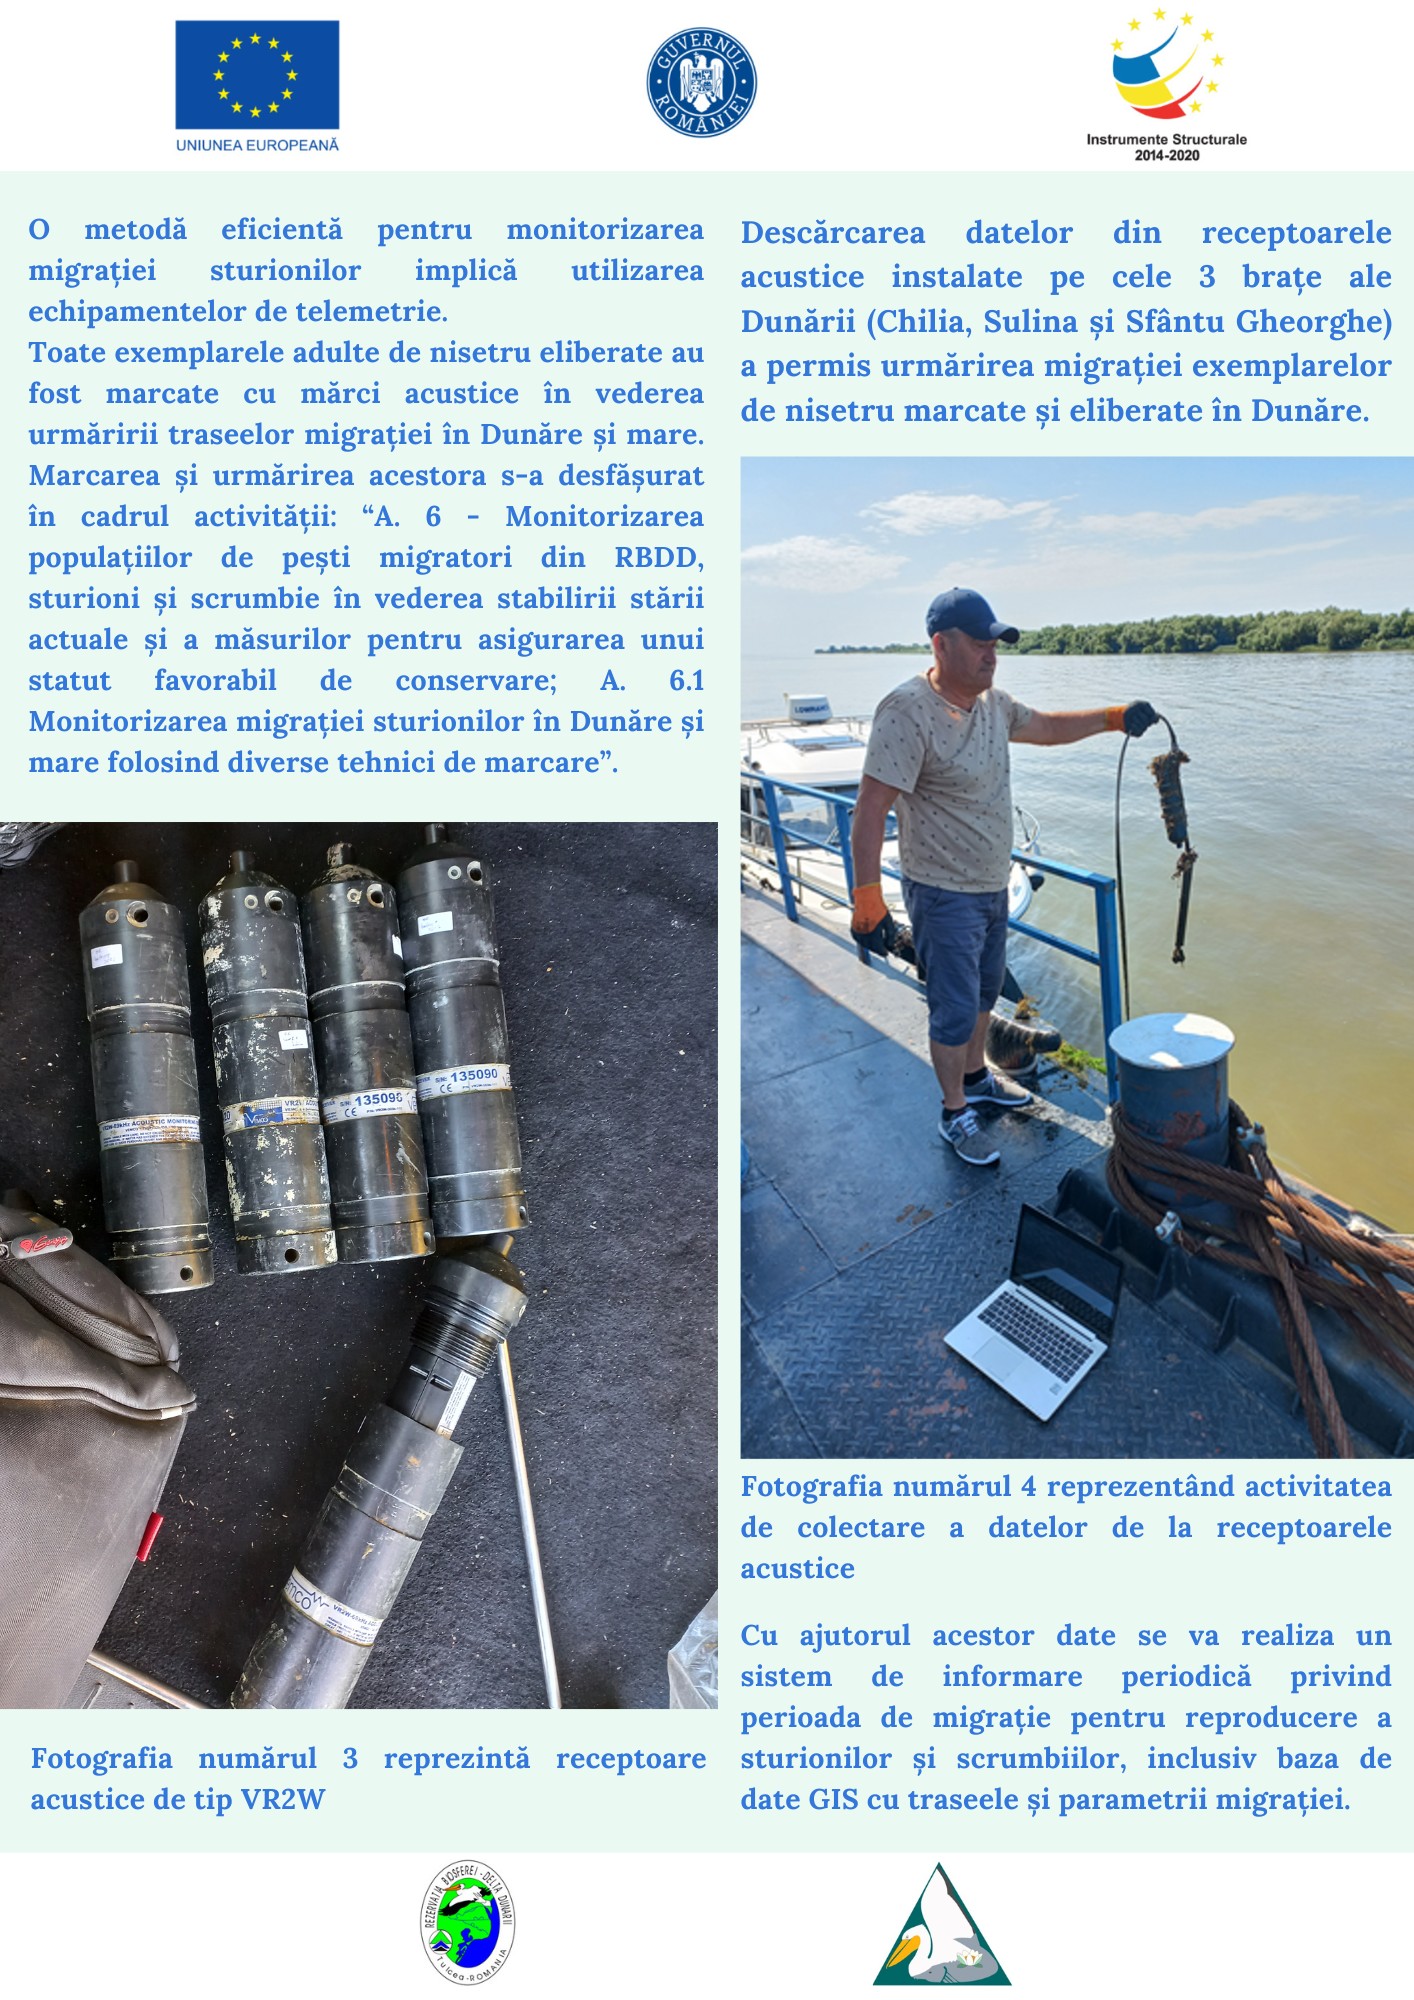 UNIUNEA EUROPEANĂ
GUVERNUL ROMÂNIEI
Instrumente Structurale
2014-2020
O metodă eficientă pentru monitorizarea
migrației sturionilor implică utilizarea
echipamentelor de telemetrie.
Toate exemplarele adulte de nisetru eliberate au
fost marcate cu mărci acustice în vederea
urmăririi traseelor migrației în Dunăre și mare.
Marcarea și urmărirea acestora s-a desfășurat
în cadrul activității: “A. 6 - Monitorizarea
populațiilor de pești migratori din RBDD,
sturioni și scrumbie în vederea stabilirii stării
actuale și a măsurilor pentru asigurarea unui
statut favorabil de conservare; A. 6.1
Monitorizarea migrației sturionilor în Dunăre și
mare folosind diverse tehnici de marcare”.
S/N: 135090
S/N: 135096
ACOUSTIC
VR2W
Fotografia numărul 3 reprezintă receptoare
acustice de tip VR2W
Descărcarea datelor din receptoarele
acustice instalate pe cele 3 brațe ale
Dunării (Chilia, Sulina și Sfântu Gheorghe)
a permis urmărirea migrației exemplarelor
de nisetru marcate și eliberate în Dunăre.
LOWRANCE
Fotografia numărul 4 reprezentând activitatea
de colectare a datelor de la receptoarele
acustice
Cu ajutorul acestor date se va realiza un
sistem de informare periodică privind
perioada de migrație pentru reproducere a
sturionilor și scrumbiilor, inclusiv baza de
date GIS cu traseele și parametrii migrației.
REZERVAȚIA BIOSFEREI - DELTA DUNĂRII
Tulcea - ROMANIA